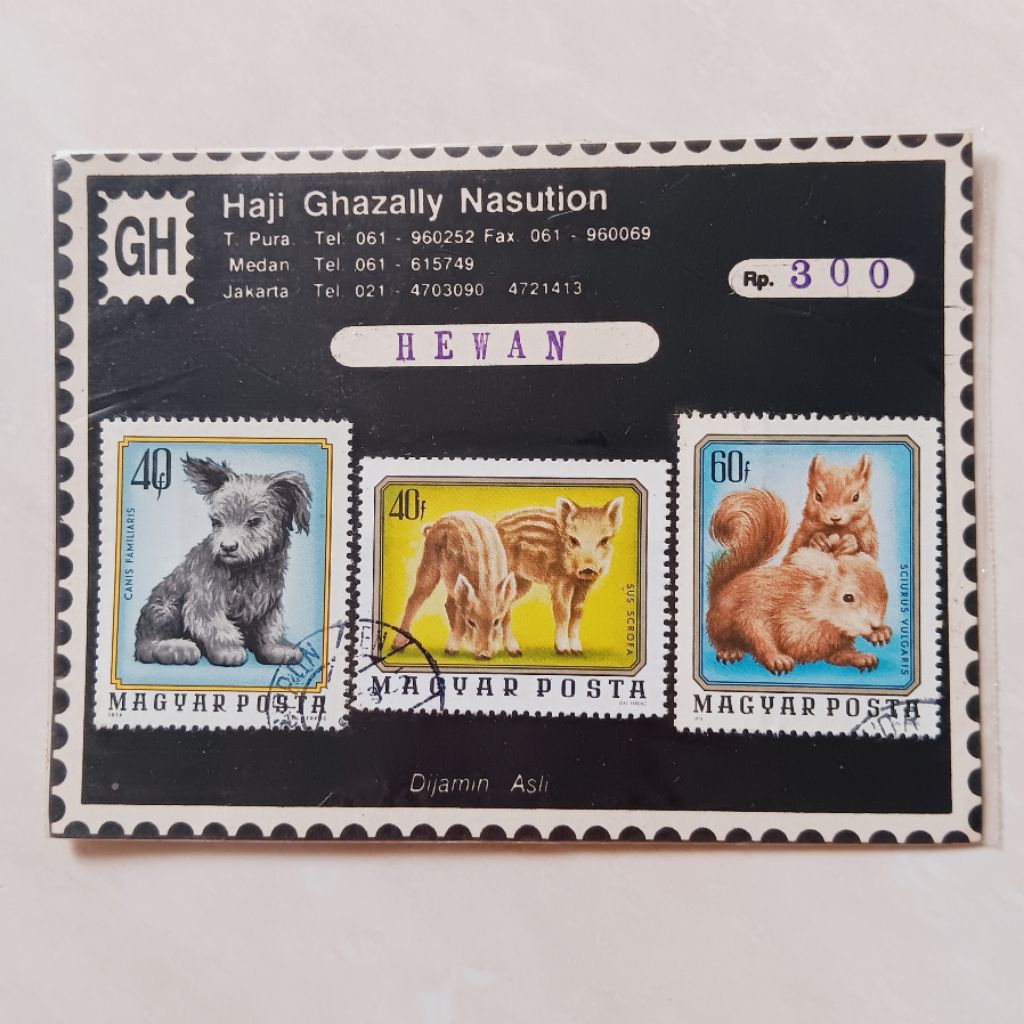 GH
Haji Ghazally Nasution
T. Pura Tel. 061 - 960252 Fax. 061 - 960069
Medan Tel. 061 - 615749
Jakarta Tel. 021 - 4703090 4721413
Rp. 300
HEWAN
40f
CANIS FAMILIARIS
MAGYAR POSTA
40f
SUS SCROFA
MAGYAR POSTA
60f
SCIURUS VULGARIS
MAGYAR POSTA
Dijamin Asli